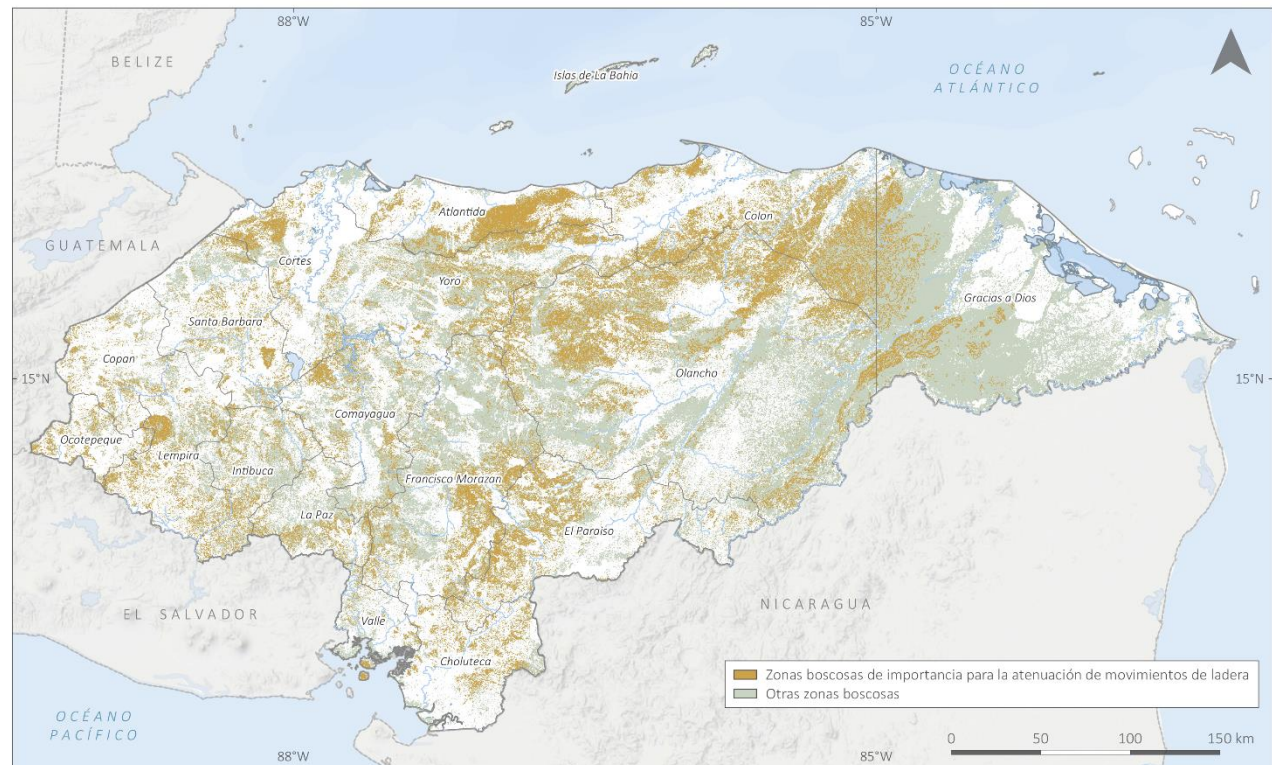 88°W
85°W
BELIZE
Islas de La Bahia
OCÉANO
ATLÁNTICO
Atlantida
Colon
GUATEMALA
Cortes
Yoro
Gracias a Dios
Santa Barbara
Copan
15°N
Olancho
15°N
Comayagua
Ocotepeque
Lempira
Intibuca
Francisco Morazan
La Paz
El Paraiso
EL SALVADOR
NICARAGUA
Valle
Choluteca
Zonas boscosas de importancia para la atenuación de movimientos de ladera
Otras zonas boscosas
OCÉANO
PACÍFICO
0 50 100 150 km
88°W
85°W